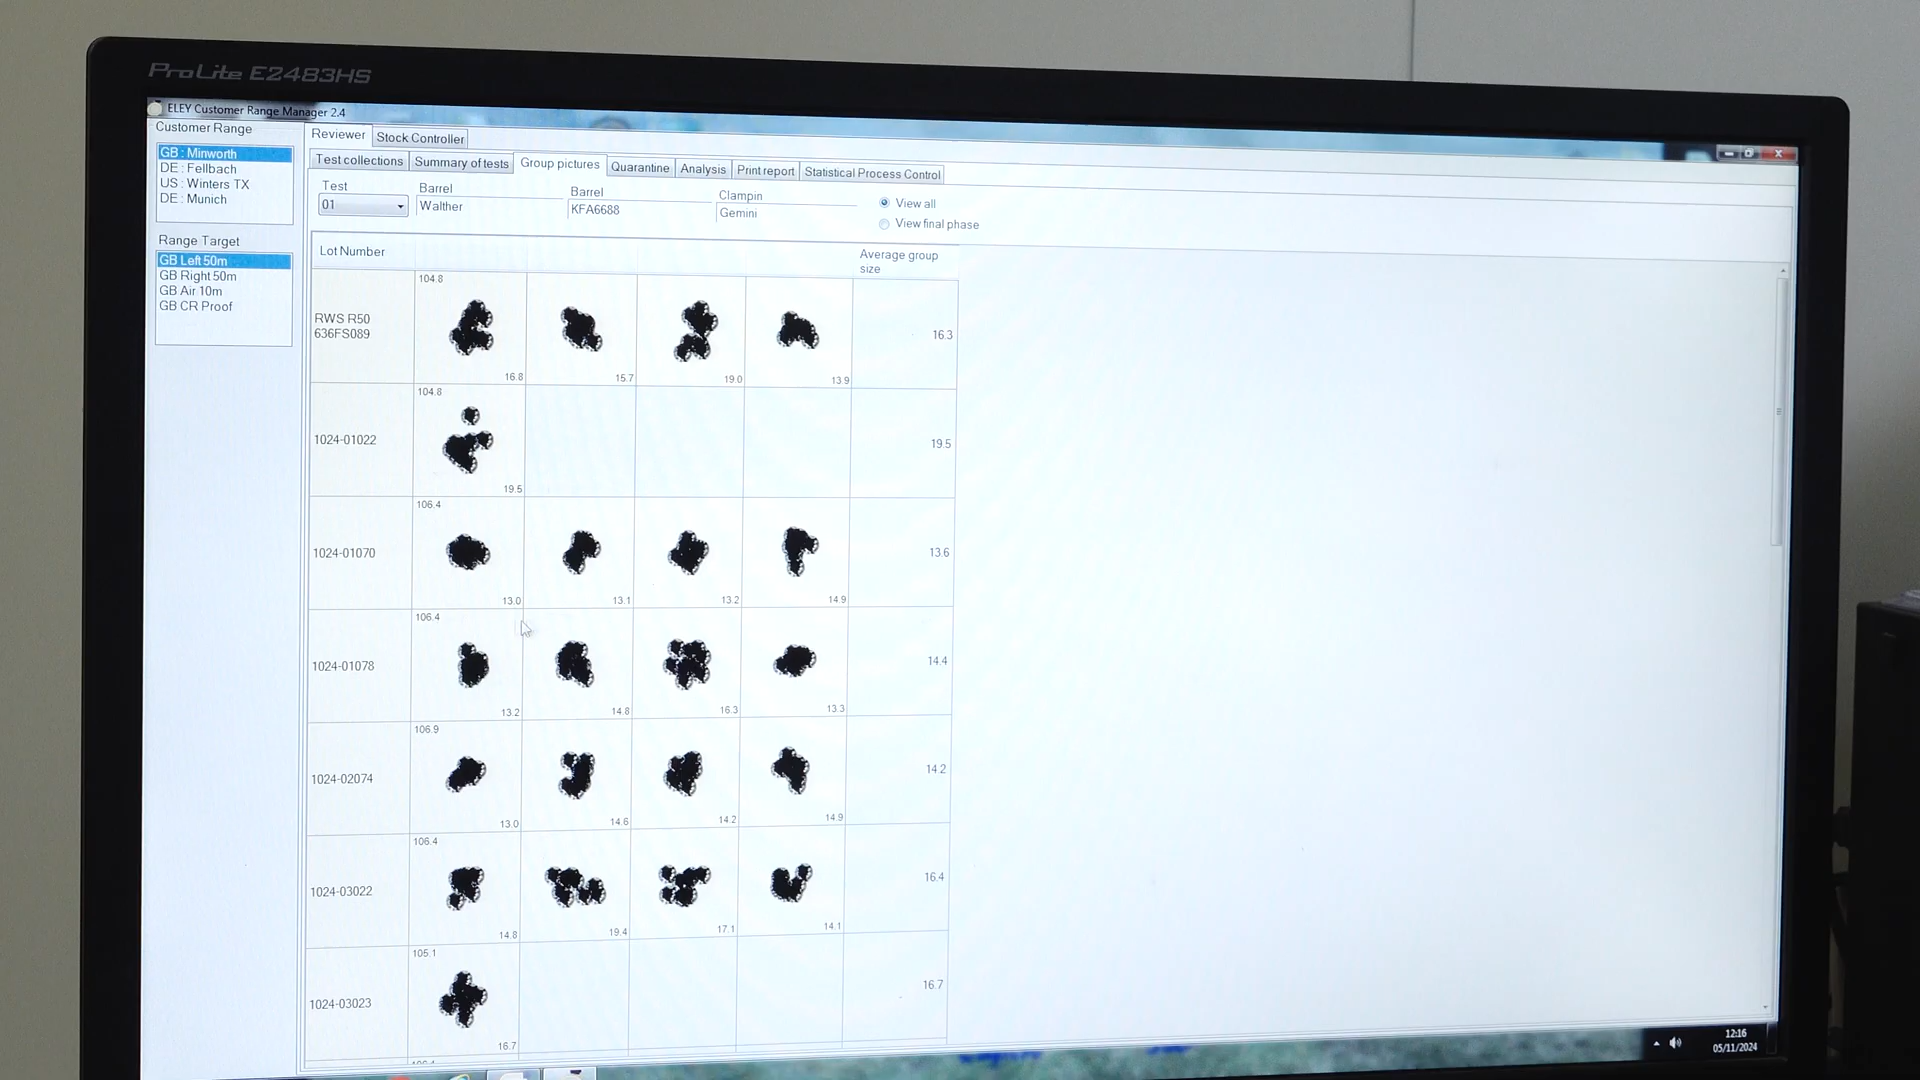 ProLite E2483HS
ELEY Customer Range Manager 2.4
Customer Range
GB : Minworth
DE : Fellbach
US : Winters TX
DE : Munich
Range Target
GB Left 50m
GB Right 50m
GB Air 10m
GB CR Proof
Reviewer Stock Controller
Test collections Summary of tests Group pictures Quarantine Analysis Print report Statistical Process Control
Test Barrel Barrel Clampin
01 Walther KFA6688 Gemini
View all
View final phase
Lot Number Average group
size
104.8
RWS R50
636FS089
16.3
16.8 15.7 19.0 13.9
104.8
1024-01022 19.5
19.5
106.4
1024-01070 13.6
13.0 13.1 13.2 14.9
106.4
1024-01078 14.4
13.2 14.8 16.3 13.3
106.9
1024-02074 14.2
13.0 14.6 14.2 14.9
106.4
1024-03022 16.4
14.8 19.4 17.1 14.1
105.1
1024-03023 16.7
16.7
12:16
05/11/2024